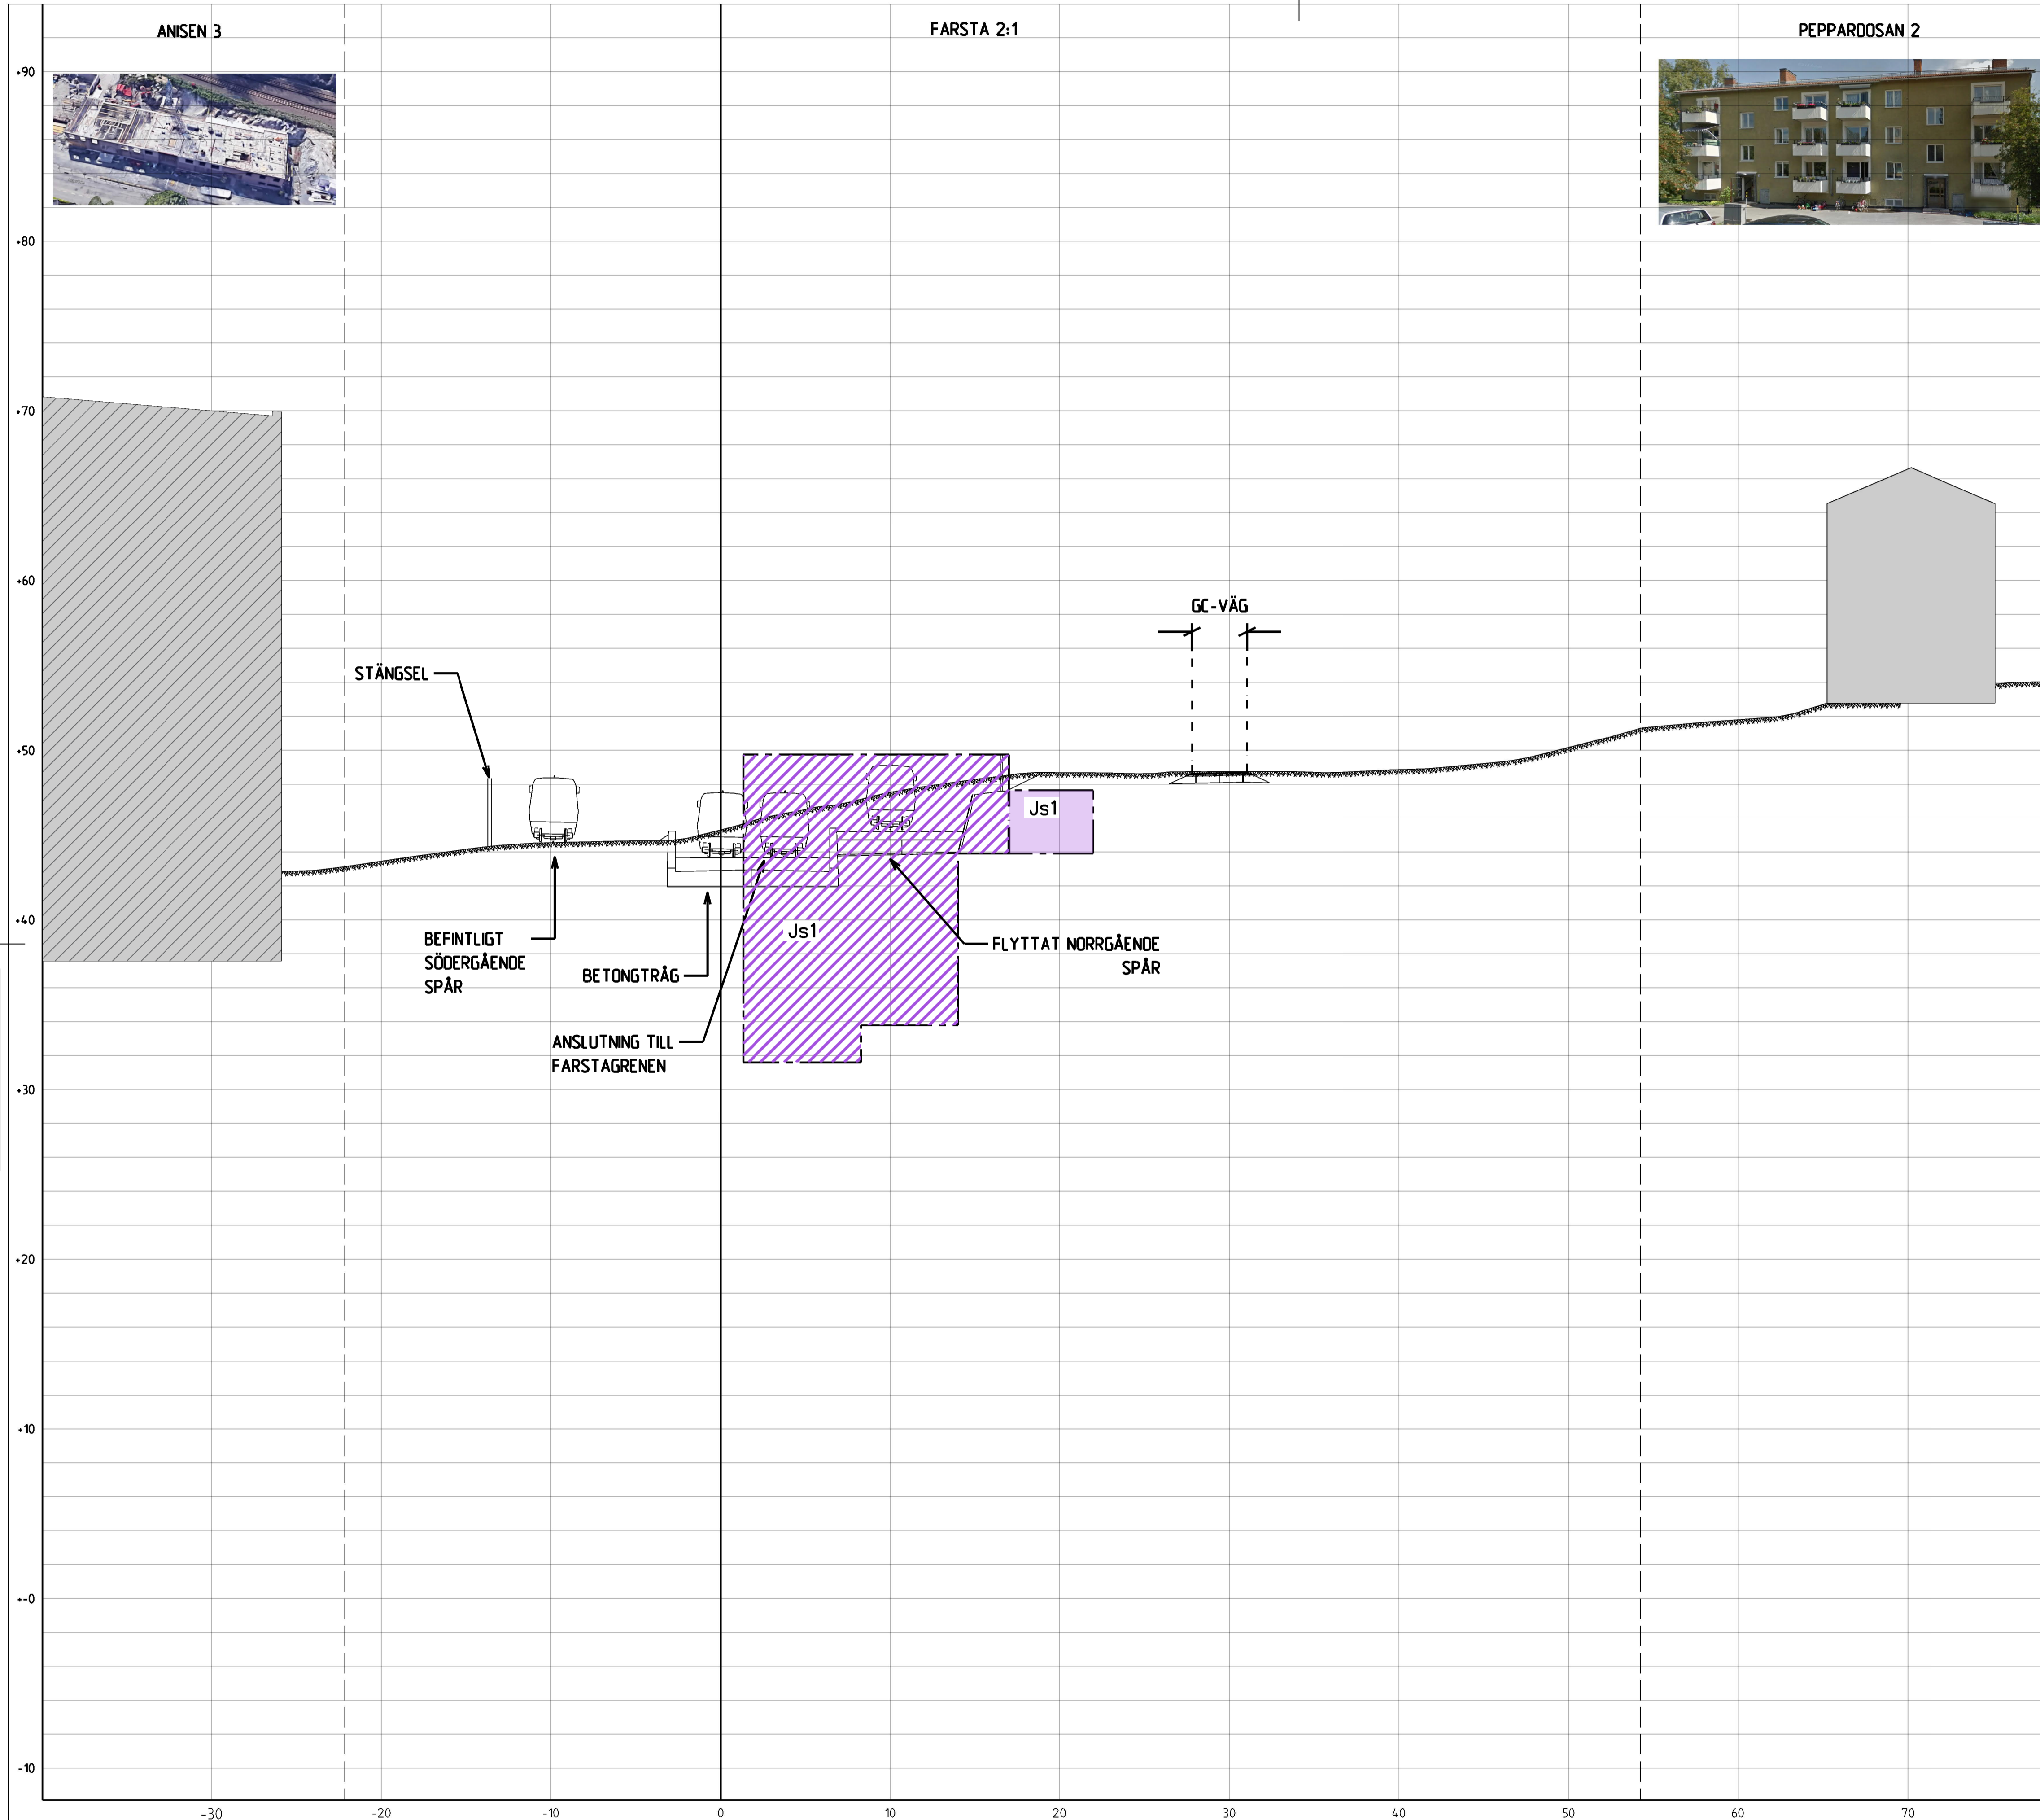 ANISEN 3
FARSTA 2:1
PEPPARDOSAN 2
+90
+80
+70
+60
GC-VÄG
STÄNGSEL
+50
Js1
+40
Js1
BEFINTLIGT
SÖDERGÅENDE
SPÅR
BETONGTRÅG
FLYTTAT NORRGÅENDE
SPÅR
ANSLUTNING TILL
FARSTAGRENEN
+30
+20
+10
+-0
-10
-30 -20 -10 0 10 20 30 40 50 60 70